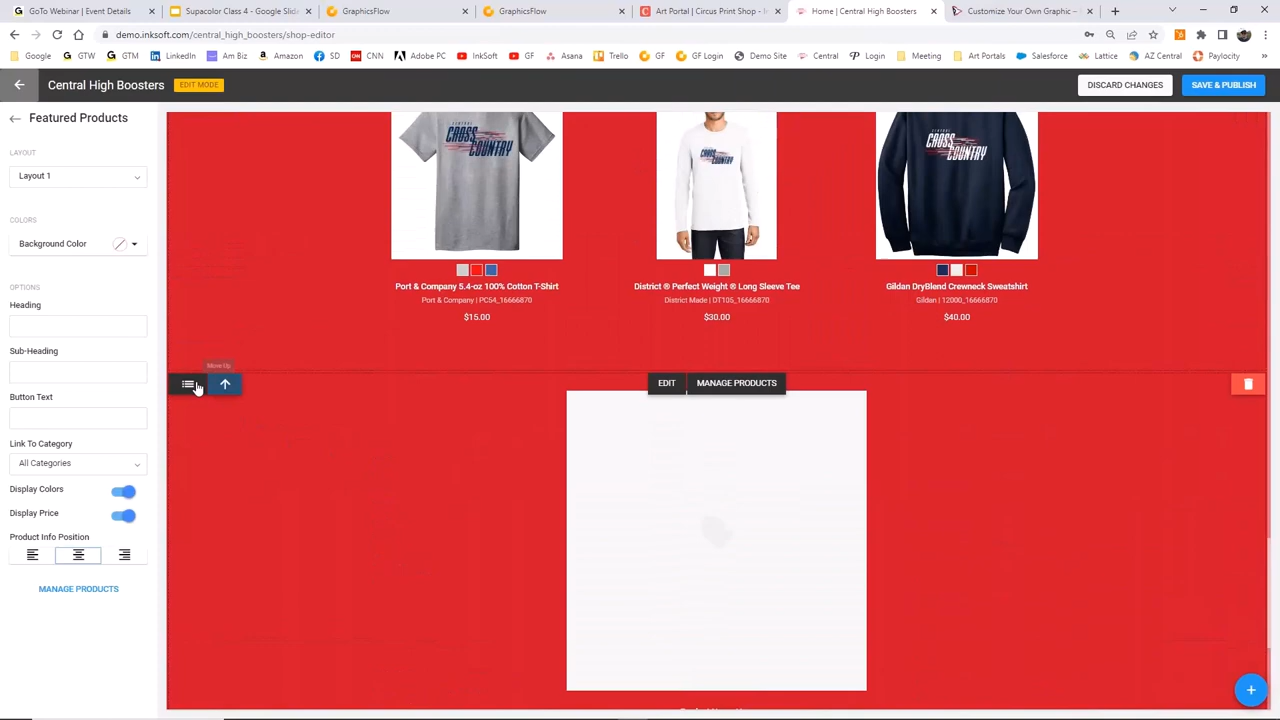 GoTo Webinar | Event Details
Supacolor Class 4 - Google Slide
GraphicsFlow
GraphicsFlow
Art Portal | Circus Print Shop - In
Home | Central High Boosters
Customize Your Own Graphic –
demo.inksoft.com/central_high_boosters/shop-editor
Google GTW GTM LinkedIn Am Biz Amazon SD CNN Adobe PC InkSoft GF Asana Trello GF GF Login Demo Site Central Login Meeting Art Portals Salesforce Lattice AZ Central Paylocity
Central High Boosters EDIT MODE DISCARD CHANGES SAVE & PUBLISH
Featured Products
LAYOUT
Layout 1
COLORS
Background Color
OPTIONS
Heading
Sub-Heading
Button Text
Link To Category
All Categories
Display Colors
Display Price
Product Info Position
MANAGE PRODUCTS
CENTRAL
CROSS
COUNTRY
CROSS
COUNTRY
CENTRAL
CROSS
COUNTRY
Port & Company 5.4-oz 100% Cotton T-Shirt
Port & Company | PC54_16666870
$15.00
District ® Perfect Weight ® Long Sleeve Tee
District Made | DT105_16666870
$30.00
Gildan DryBlend Crewneck Sweatshirt
Gildan | 12000_16666870
$40.00
Move Up
EDIT MANAGE PRODUCTS